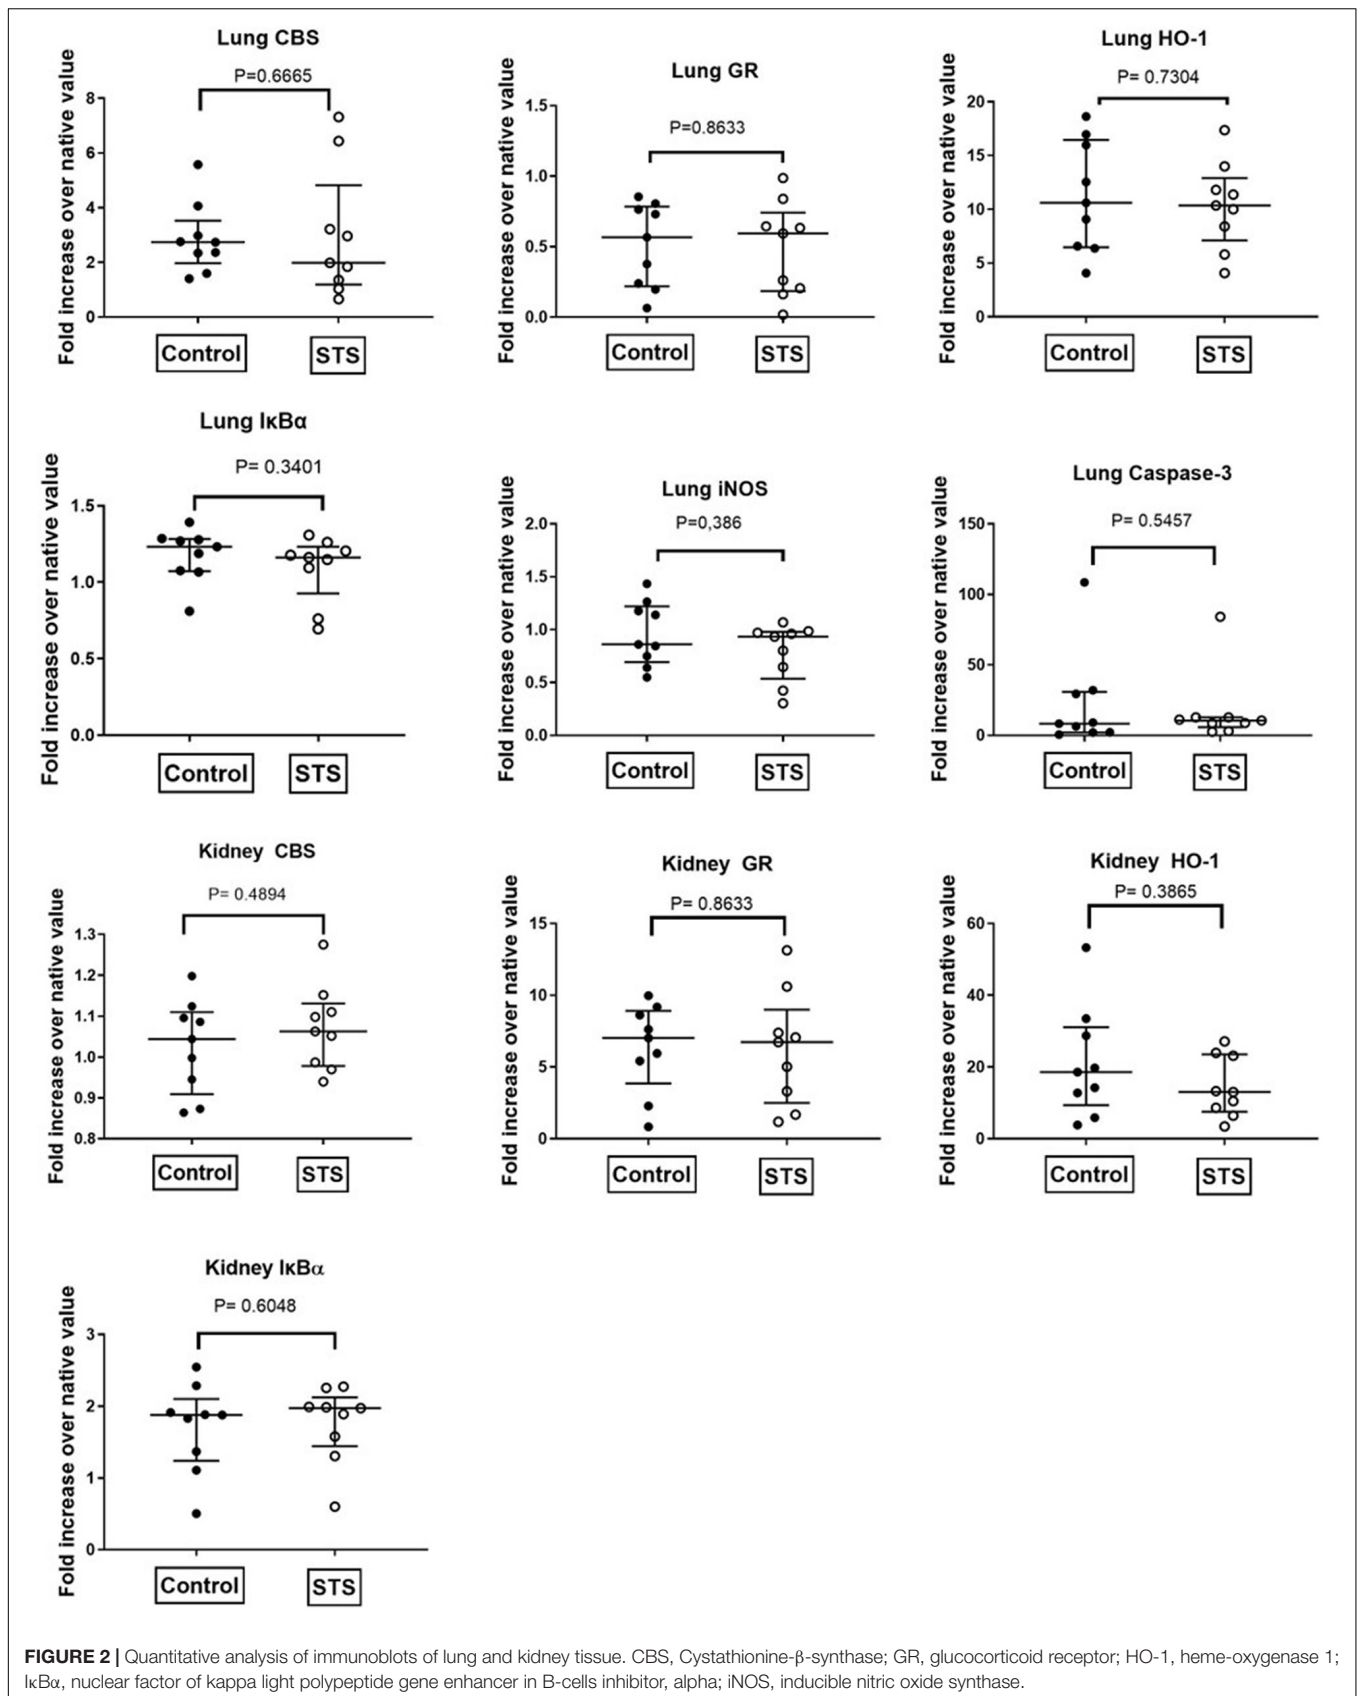 Lung CBS
P=0.6665
Fold increase over native value
8
6
4
2
0
Control
STS
Lung GR
P=0.8633
Fold increase over native value
1.5
1.0
0.5
0.0
Control
STS
Lung HO-1
P= 0.7304
Fold increase over native value
20
15
10
5
0
Control
STS
Lung IκBα
P= 0.3401
Fold increase over native value
1.5
1.0
0.5
0.0
Control
STS
Lung iNOS
P=0,386
Fold increase over native value
2.0
1.5
1.0
0.5
0.0
Control
STS
Lung Caspase-3
P= 0.5457
Fold increase over native value
150
100
50
0
Control
STS
Kidney CBS
P= 0.4894
Fold increase over native value
1.3
1.2
1.1
1.0
0.9
0.8
Control
STS
Kidney GR
P= 0.8633
Fold increase over native value
15
10
5
0
Control
STS
Kidney HO-1
P= 0.3865
Fold increase over native value
60
40
20
0
Control
STS
Kidney IκBα
P= 0.6048
Fold increase over native value
3
2
1
0
Control
STS
FIGURE 2 | Quantitative analysis of immunoblots of lung and kidney tissue. CBS, Cystathionine-β-synthase; GR, glucocorticoid receptor; HO-1, heme-oxygenase 1;
IκBα, nuclear factor of kappa light polypeptide gene enhancer in B-cells inhibitor, alpha; iNOS, inducible nitric oxide synthase.